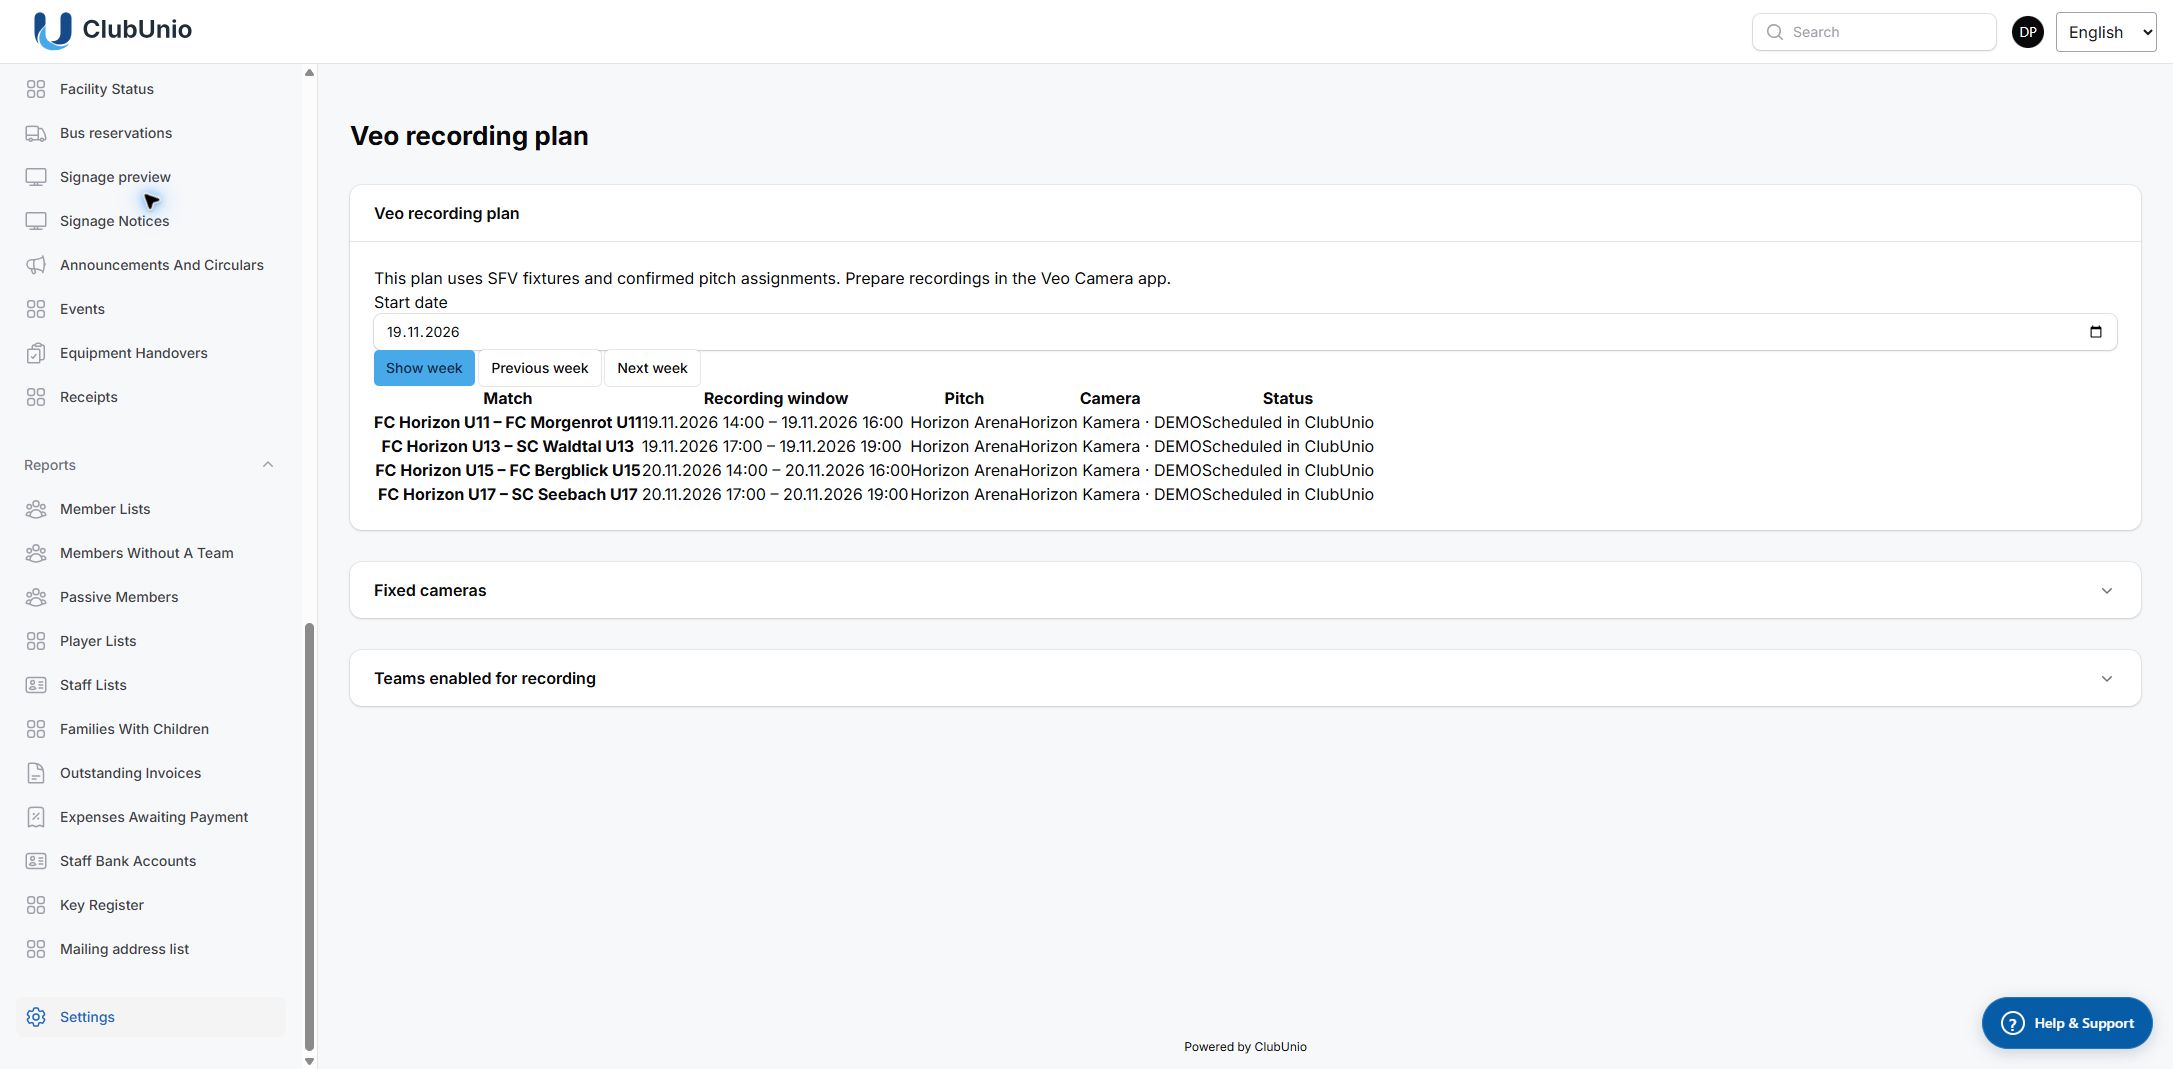 ClubUnio
Search
DP
English
Facility Status
Bus reservations
Signage preview
Signage Notices
Announcements And Circulars
Events
Equipment Handovers
Receipts
Reports
Member Lists
Members Without A Team
Passive Members
Player Lists
Staff Lists
Families With Children
Outstanding Invoices
Expenses Awaiting Payment
Staff Bank Accounts
Key Register
Mailing address list
Settings
Veo recording plan
Veo recording plan
This plan uses SFV fixtures and confirmed pitch assignments. Prepare recordings in the Veo Camera app.
Start date
19.11.2026
Show week Previous week Next week
Match Recording window Pitch Camera Status
FC Horizon U11 – FC Morgenrot U11 19.11.2026 14:00 – 19.11.2026 16:00 Horizon Arena Horizon Kamera · DEMO Scheduled in ClubUnio
FC Horizon U13 – SC Waldtal U13 19.11.2026 17:00 – 19.11.2026 19:00 Horizon Arena Horizon Kamera · DEMO Scheduled in ClubUnio
FC Horizon U15 – FC Bergblick U15 20.11.2026 14:00 – 20.11.2026 16:00 Horizon Arena Horizon Kamera · DEMO Scheduled in ClubUnio
FC Horizon U17 – SC Seebach U17 20.11.2026 17:00 – 20.11.2026 19:00 Horizon Arena Horizon Kamera · DEMO Scheduled in ClubUnio
Fixed cameras
Teams enabled for recording
Powered by ClubUnio
? Help & Support